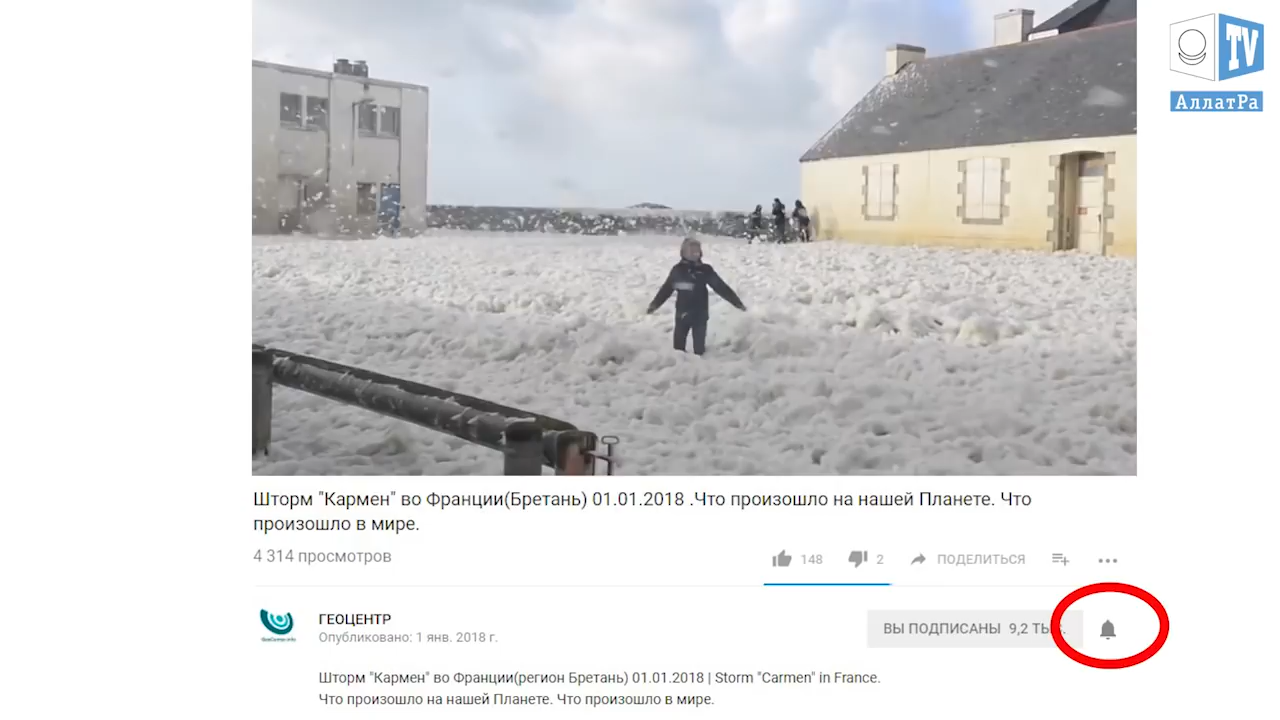 TV
АллатРа
Шторм "Кармен" во Франции(Бретань) 01.01.2018 .Что произошло на нашей Планете. Что
произошло в мире.
4 314 просмотров
148
2
ПОДЕЛИТЬСЯ
ГЕОЦЕНТР
Опубликовано: 1 янв. 2018 г.
ВЫ ПОДПИСАНЫ 9,2
Шторм "Кармен" во Франции(регион Бретань) 01.01.2018 | Storm "Carmen" in France.
Что произошло на нашей Планете. Что произошло в мире.